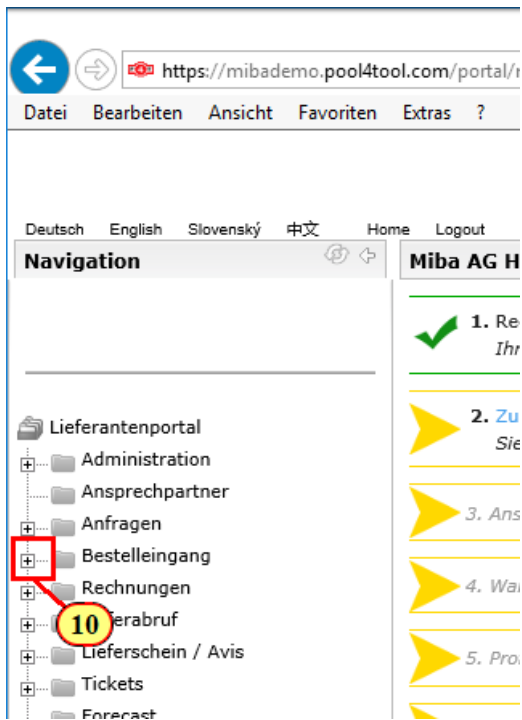 https://mibademo.pool4tool.com/portal/
Datei Bearbeiten Ansicht Favoriten Extras ?
Deutsch English Slovenský 中文 Home Logout
Navigation
Miba AG H
1. Re
Ihr
2. Zu
Sie
3. Ans
4. War
5. Pro
Lieferantenportal
Administration
Ansprechpartner
Anfragen
Bestelleingang
Rechnungen
10 ferabruf
Lieferschein / Avis
Tickets
Forecast